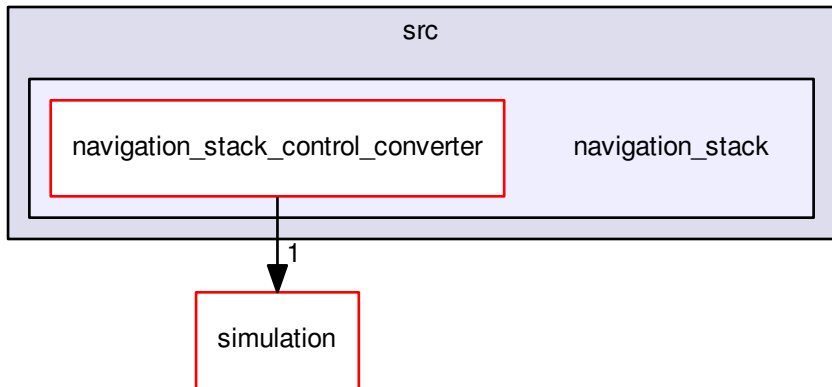 src
navigation_stack_control_converter
navigation_stack
1
simulation